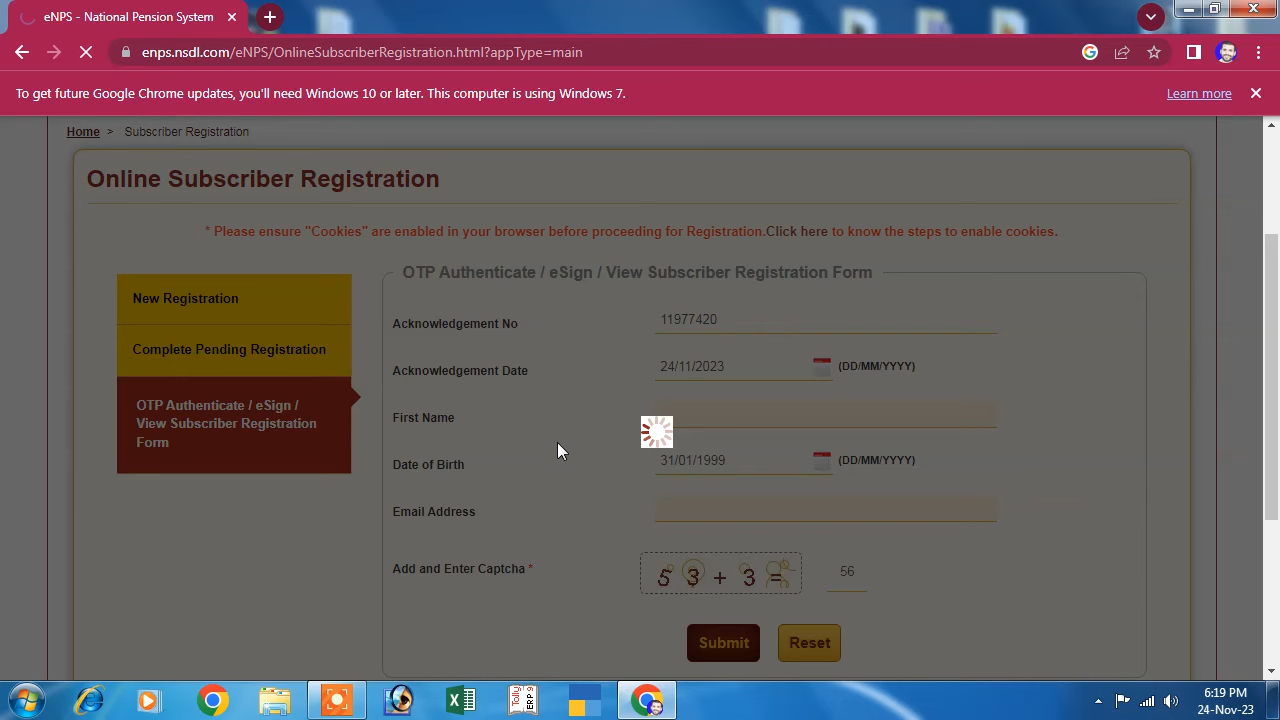 eNPS - National Pension System
enps.nsdl.com/eNPS/OnlineSubscriberRegistration.html?appType=main
To get future Google Chrome updates, you'll need Windows 10 or later. This computer is using Windows 7.
Learn more
Home > Subscriber Registration
Online Subscriber Registration
* Please ensure "Cookies" are enabled in your browser before proceeding for Registration.Click here to know the steps to enable cookies.
New Registration
Complete Pending Registration
OTP Authenticate / eSign /
View Subscriber Registration
Form
OTP Authenticate / eSign / View Subscriber Registration Form
Acknowledgement No 11977420
Acknowledgement Date 24/11/2023 (DD/MM/YYYY)
First Name
Date of Birth 31/01/1999 (DD/MM/YYYY)
Email Address
Add and Enter Captcha * 53 + 3 = 56
Submit Reset
Tally
ERP 9
6:19 PM
24-Nov-23